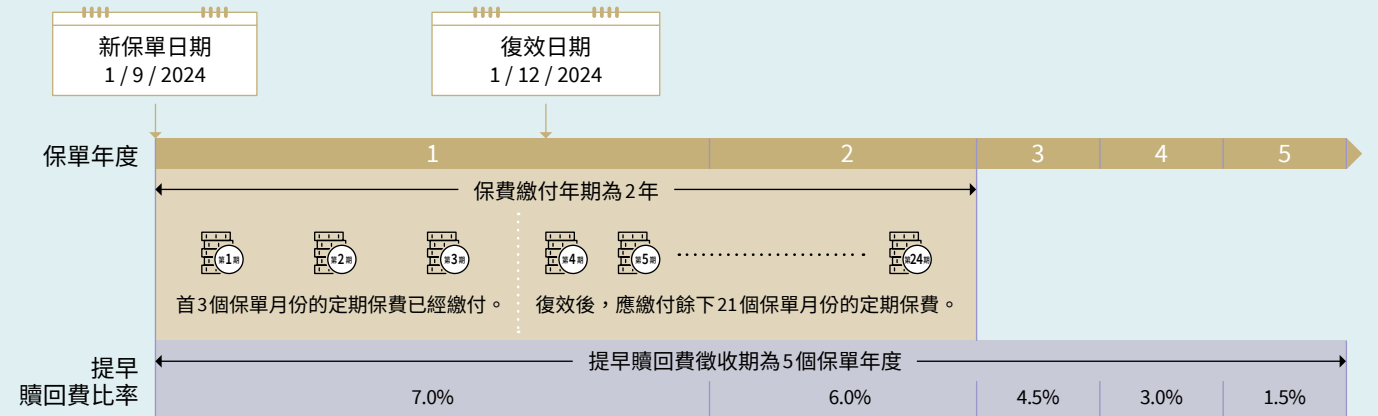 新保單日期
1 / 9 / 2024
復效日期
1 / 12 / 2024
保單年度
1
2
3
4
5
保費繳付年期為2年
第1期
第2期
第3期
第4期
第5期
第24期
首3個保單月份的定期保費已經繳付。
復效後，應繳付餘下21個保單月份的定期保費。
提早
贖回費比率
提早贖回費徵收期為5個保單年度
7.0%
6.0%
4.5%
3.0%
1.5%